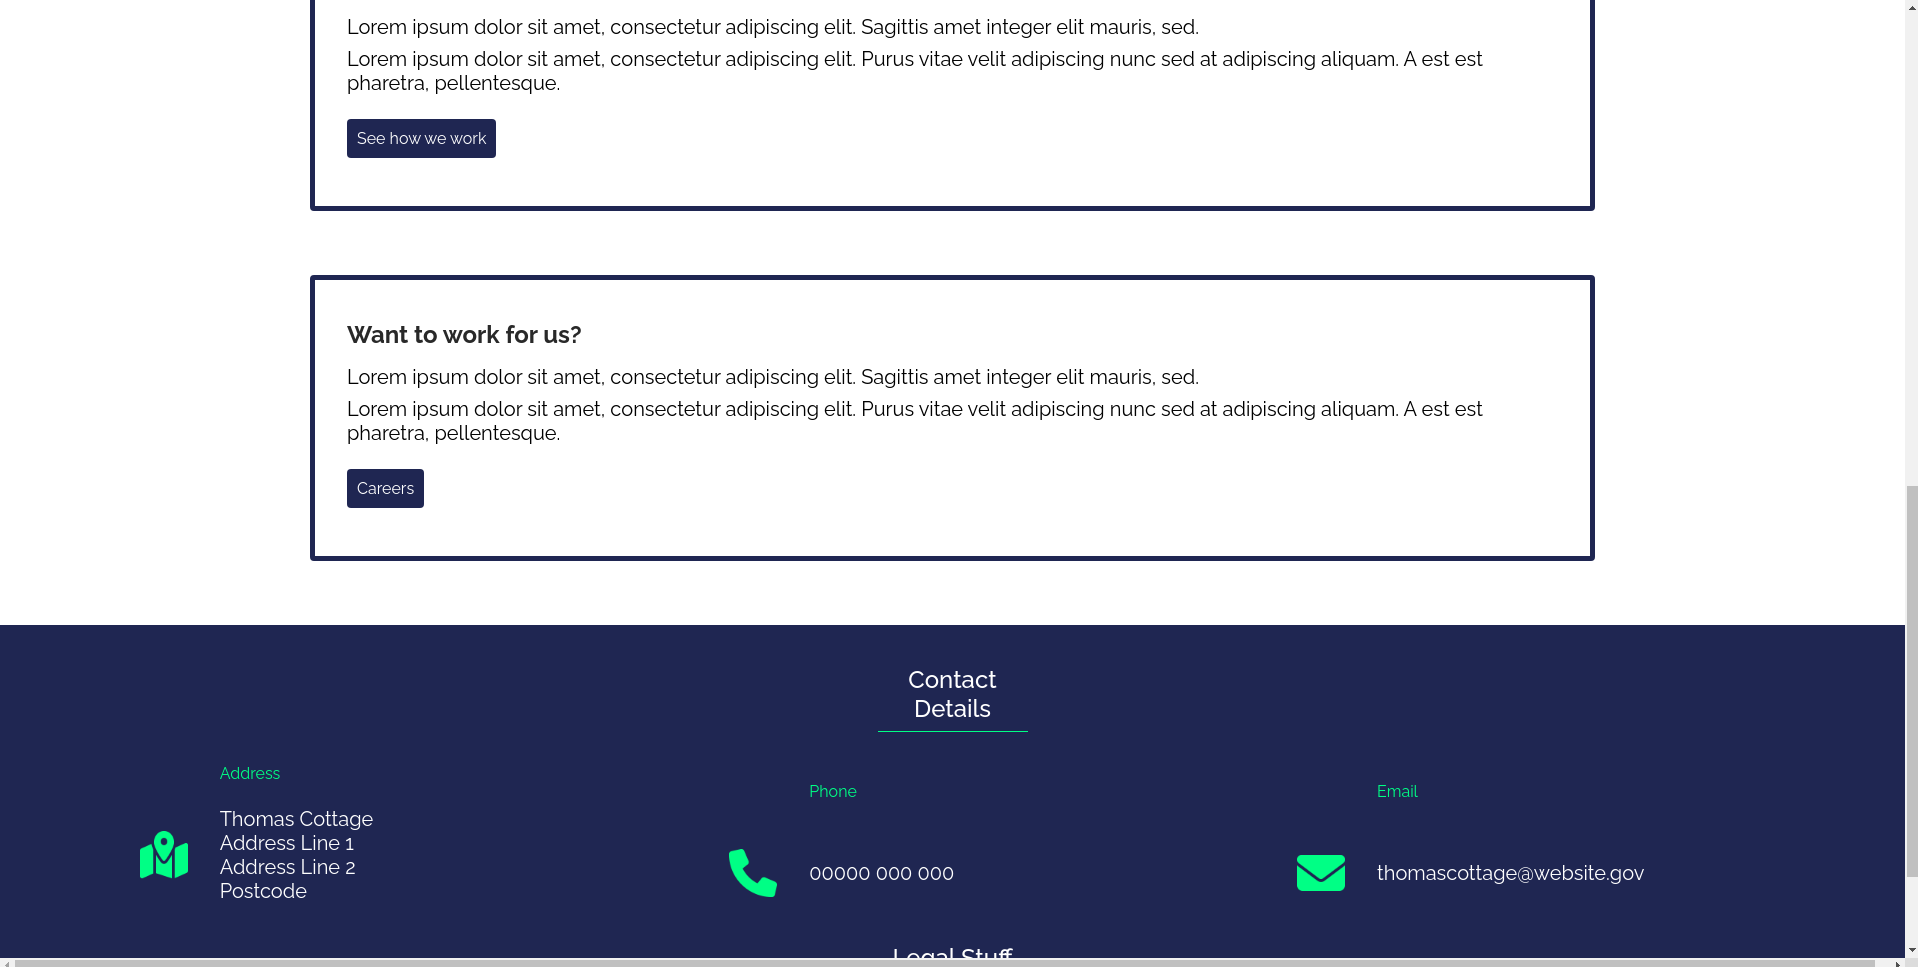 Lorem ipsum dolor sit amet, consectetur adipiscing elit. Sagittis amet integer elit mauris, sed.
Lorem ipsum dolor sit amet, consectetur adipiscing elit. Purus vitae velit adipiscing nunc sed at adipiscing aliquam. A est est
pharetra, pellentesque.
See how we work
Want to work for us?
Lorem ipsum dolor sit amet, consectetur adipiscing elit. Sagittis amet integer elit mauris, sed.
Lorem ipsum dolor sit amet, consectetur adipiscing elit. Purus vitae velit adipiscing nunc sed at adipiscing aliquam. A est est
pharetra, pellentesque.
Careers
Contact
Details
Address
Thomas Cottage
Address Line 1
Address Line 2
Postcode
Phone
00000 000 000
Email
thomascottage@website.gov
Legal Stuff